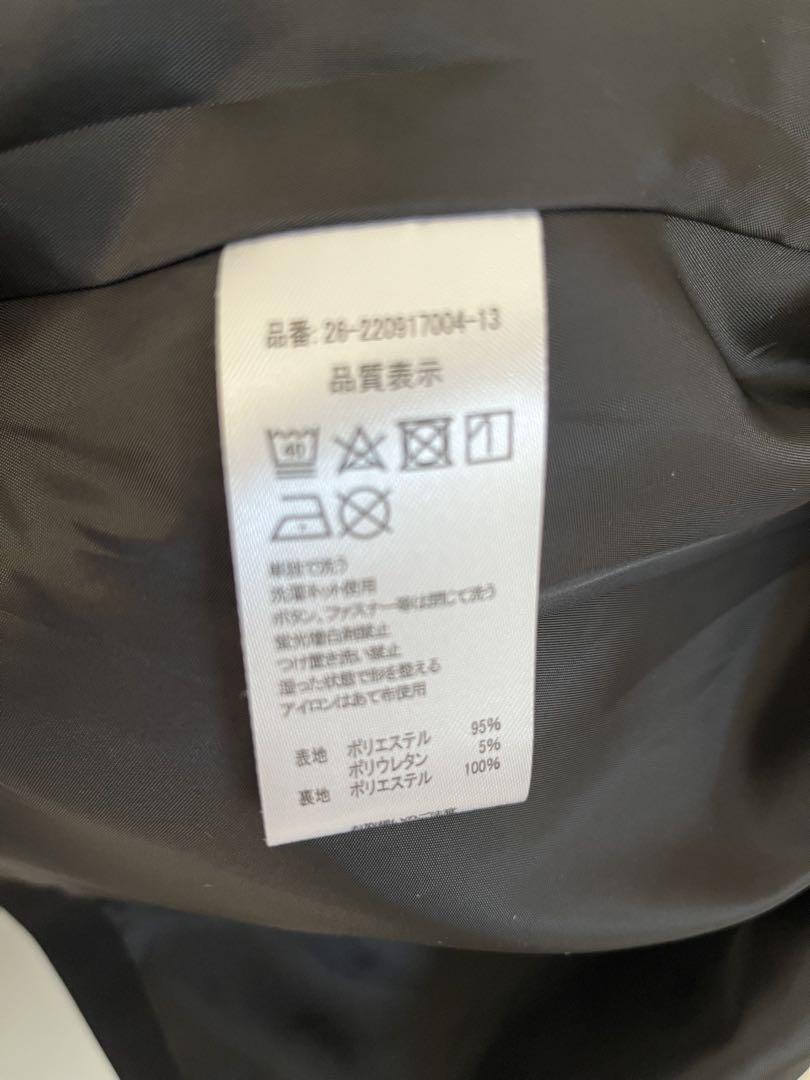 品番:26-220917004-13
品質表示
40
単独で洗う
洗濯ネット使用
ボタン、ファスナー等は閉じて洗う
蛍光増白剤禁止
つけ置き洗い禁止
湿った状態で形を整える
アイロンはあて布使用
表地 ポリエステル 95%
ポリウレタン 5%
裏地 ポリエステル 100%